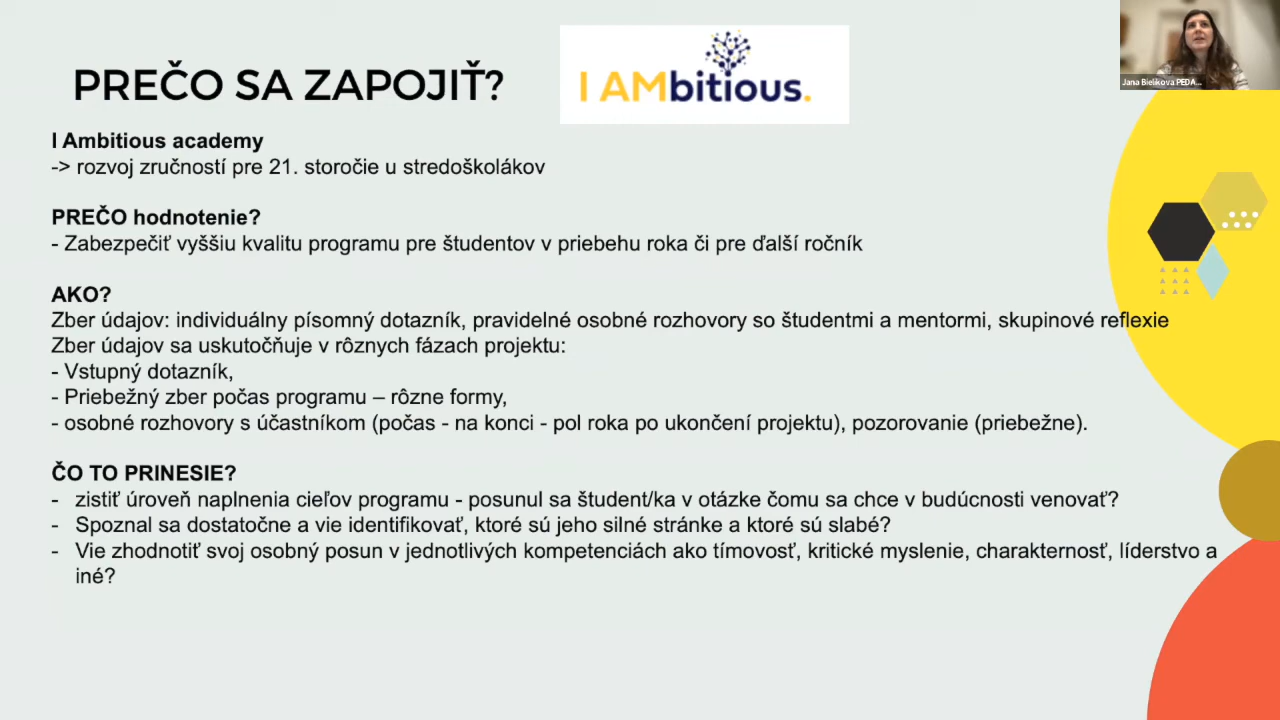 PREČO SA ZAPOJIŤ?
I AMbitious.
Jana Bielikova PEDA...
I Ambitious academy
-> rozvoj zručností pre 21. storočie u stredoškolákov
PREČO hodnotenie?
- Zabezpečiť vyššiu kvalitu programu pre študentov v priebehu roka či pre ďalší ročník
AKO?
Zber údajov: individuálny písomný dotazník, pravidelné osobné rozhovory so študentmi a mentormi, skupinové reflexie
Zber údajov sa uskutočňuje v rôznych fázach projektu:
- Vstupný dotazník,
- Priebežný zber počas programu – rôzne formy,
- osobné rozhovory s účastníkom (počas - na konci - pol roka po ukončení projektu), pozorovanie (priebežne).
ČO TO PRINESIE?
- zistiť úroveň naplnenia cieľov programu - posunul sa študent/ka v otázke čomu sa chce v budúcnosti venovať?
- Spoznal sa dostatočne a vie identifikovať, ktoré sú jeho silné stránke a ktoré sú slabé?
- Vie zhodnotiť svoj osobný posun v jednotlivých kompetenciách ako tímovosť, kritické myslenie, charakternosť, líderstvo a
iné?